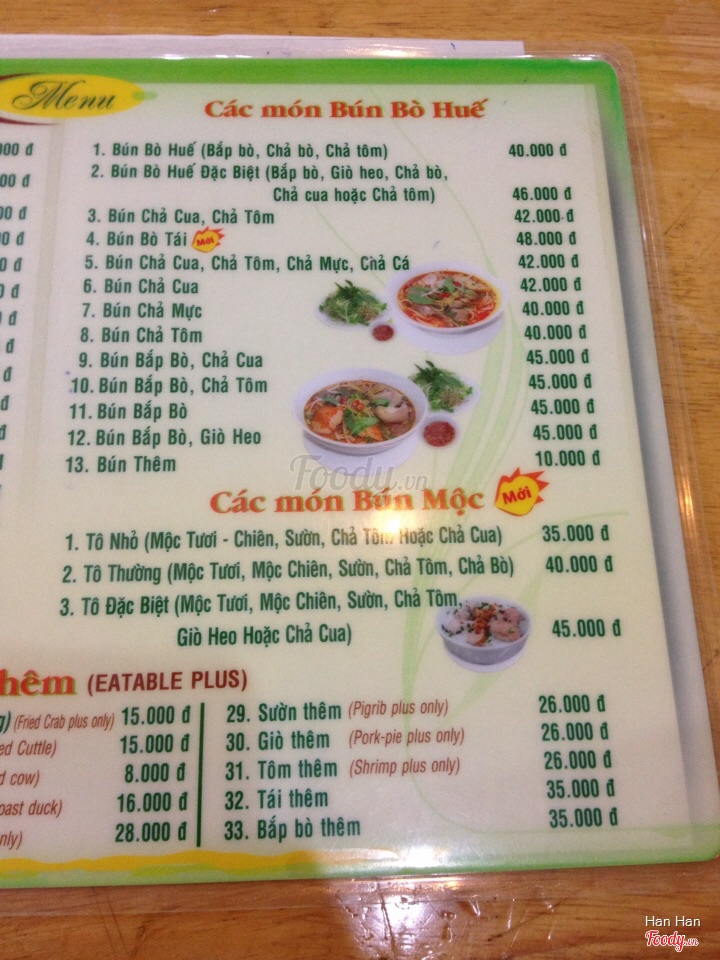 Menu
Các món Bún Bò Huế
1. Bún Bò Huế (Bắp bò, Chả bò, Chả tôm) 40.000 đ
2. Bún Bò Huế Đặc Biệt (Bắp bò, Giò heo, Chả bò,
Chả cua hoặc Chả tôm) 46.000 đ
3. Bún Chả Cua, Chả Tôm 42.000 đ
4. Bún Bò Tái Mới 48.000 đ
5. Bún Chả Cua, Chả Tôm, Chả Mực, Chả Cá 42.000 đ
6. Bún Chả Cua 42.000 đ
7. Bún Chả Mực 40.000 đ
8. Bún Chả Tôm 40.000 đ
9. Bún Bắp Bò, Chả Cua 45.000 đ
10. Bún Bắp Bò, Chả Tôm 45.000 đ
11. Bún Bắp Bò 45.000 đ
12. Bún Bắp Bò, Giò Heo 45.000 đ
13. Bún Thêm 10.000 đ
Foody.vn
Các món Bún Mộc Mới
1. Tô Nhỏ (Mộc Tươi - Chiên, Sườn, Chả Tôm Hoặc Chả Cua) 35.000 đ
2. Tô Thường (Mộc Tươi, Mộc Chiên, Sườn, Chả Tôm, Chả Bò) 40.000 đ
3. Tô Đặc Biệt (Mộc Tươi, Mộc Chiên, Sườn, Chả Tôm,
Giò Heo Hoặc Chả Cua) 45.000 đ
hêm (EATABLE PLUS)
(Fried Crab plus only) 15.000 đ
ed Cuttle) 15.000 đ
d cow) 8.000 đ
oast duck) 16.000 đ
nly) 28.000 đ
29. Sườn thêm (Pigrib plus only) 26.000 đ
30. Giò thêm (Pork-pie plus only) 26.000 đ
31. Tôm thêm (Shrimp plus only) 26.000 đ
32. Tái thêm 35.000 đ
33. Bắp bò thêm 35.000 đ
Han Han
Foody.vn